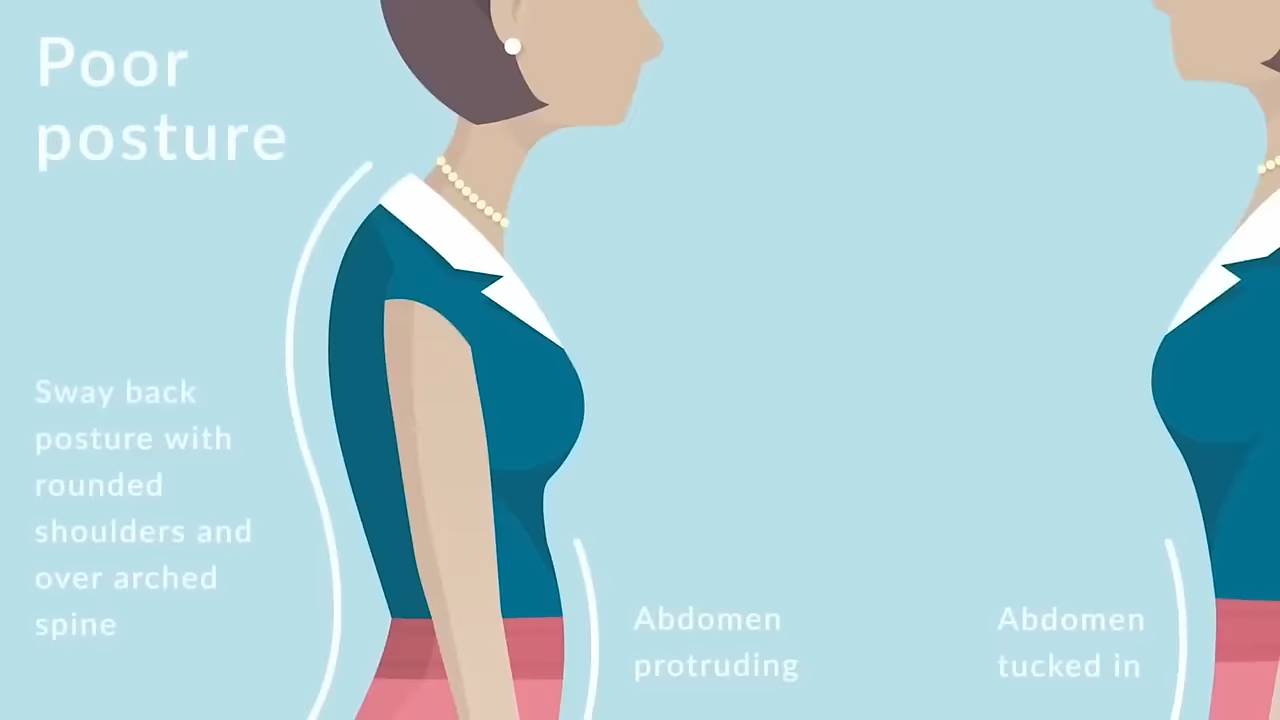 Poor
posture
Sway back
posture with
rounded
shoulders and
over arched
spine
Abdomen
protruding
Abdomen
tucked in